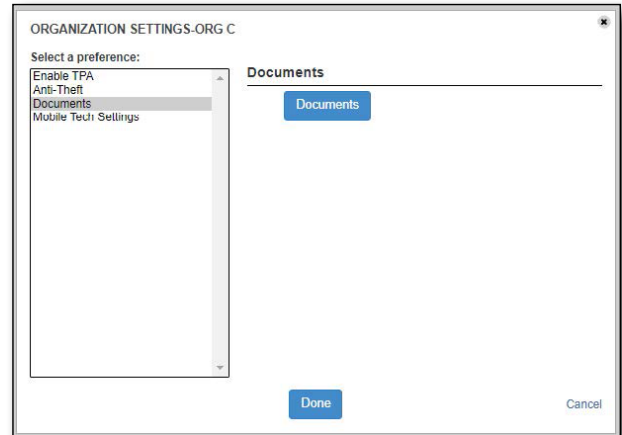 ORGANIZATION SETTINGS-ORG C
Select a preference:
Enable TPA
Anti-Theft
Documents
Mobile Tech Settings
Documents
Documents
Done
Cancel